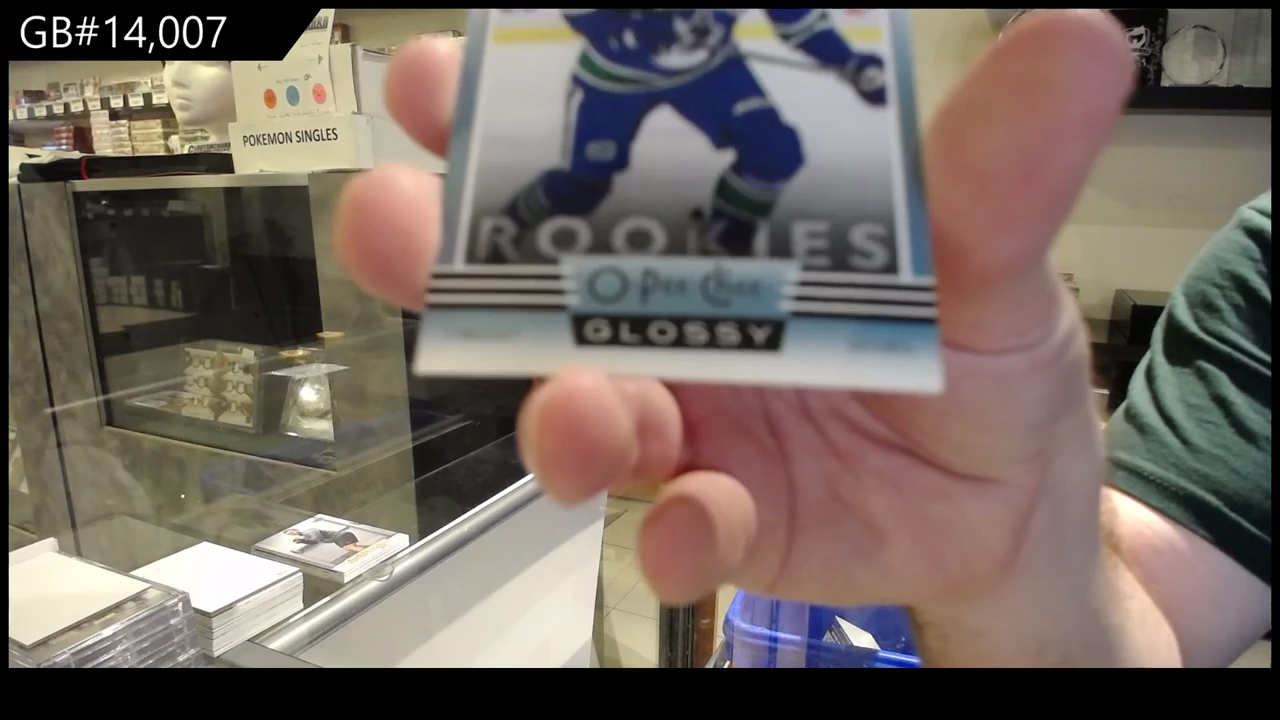 GB#14,007
POKEMON SINGLES
ROOKIES
O-Pee-Chee
GLOSSY